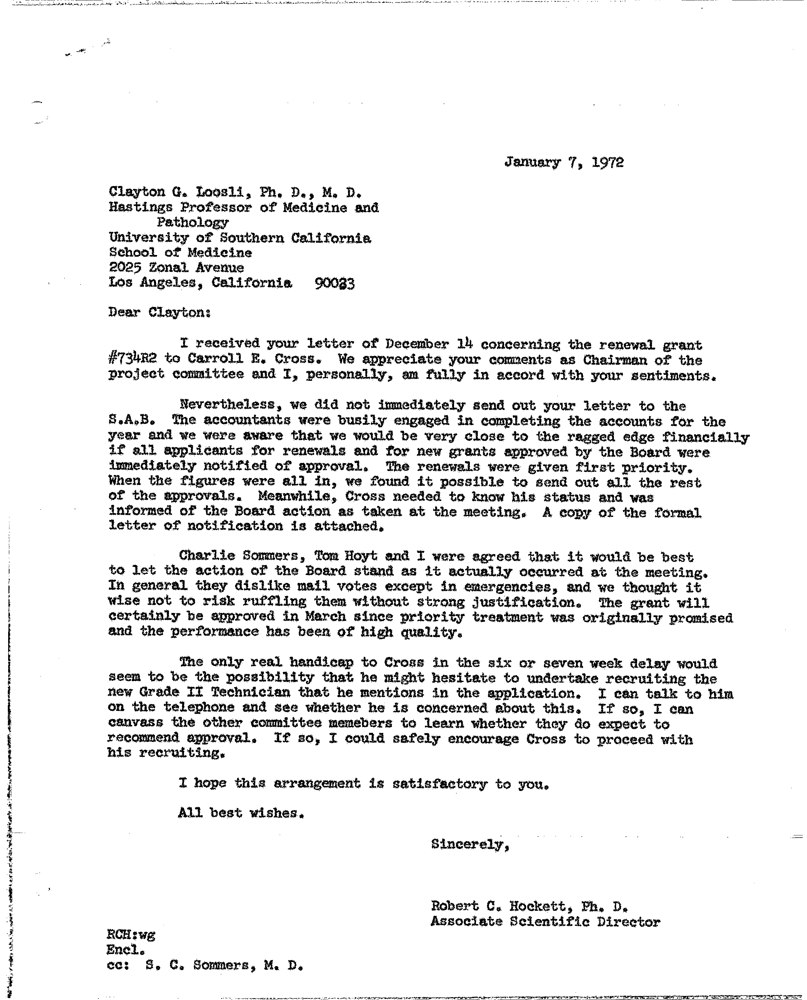 January 7, 1972
Clayton G. Loosli, Ph. D., M. D.
Hastings Professor of Medicine and
Pathology
University of Southern California
School of Medicine
2025 Zonal Avenue
Los Angeles, California 90033
Dear Clayton:
I received your letter of December 14 concerning the renewal grant
#734R2 to Carroll E. Cross. We appreciate your comments as Chairman of the
project committee and I, personally, am fully in accord with your sentiments.
Nevertheless, we did not immediately send out your letter to the
S.A.B. The accountants were busily engaged in completing the accounts for the
year and we were aware that we would be very close to the ragged edge financially
if all applicants for renewals and for new grants approved by the Board were
immediately notified of approval. The renewals were given first priority.
When the figures were all in, we found it possible to send out all the rest
of the approvals. Meanwhile, Cross needed to know his status and was
informed of the Board action as taken at the meeting. A copy of the formal
letter of notification is attached.
Charlie Sommers, Tom Hoyt and I were agreed that it would be best
to let the action of the Board stand as it actually occurred at the meeting.
In general they dislike mail votes except in emergencies, and we thought it
wise not to risk ruffling them without strong justification. The grant will
certainly be approved in March since priority treatment was originally promised
and the performance has been of high quality.
The only real handicap to Cross in the six or seven week delay would
seem to be the possibility that he might hesitate to undertake recruiting the
new Grade II Technician that he mentions in the application. I can talk to him
on the telephone and see whether he is concerned about this. If so, I can
canvass the other committee memebers to learn whether they do expect to
recommend approval. If so, I could safely encourage Cross to proceed with
his recruiting.
I hope this arrangement is satisfactory to you.
All best wishes.
Sincerely,
Robert C. Hockett, Ph. D.
Associate Scientific Director
RCH:wg
Encl.
cc: S. C. Sommers, M. D.